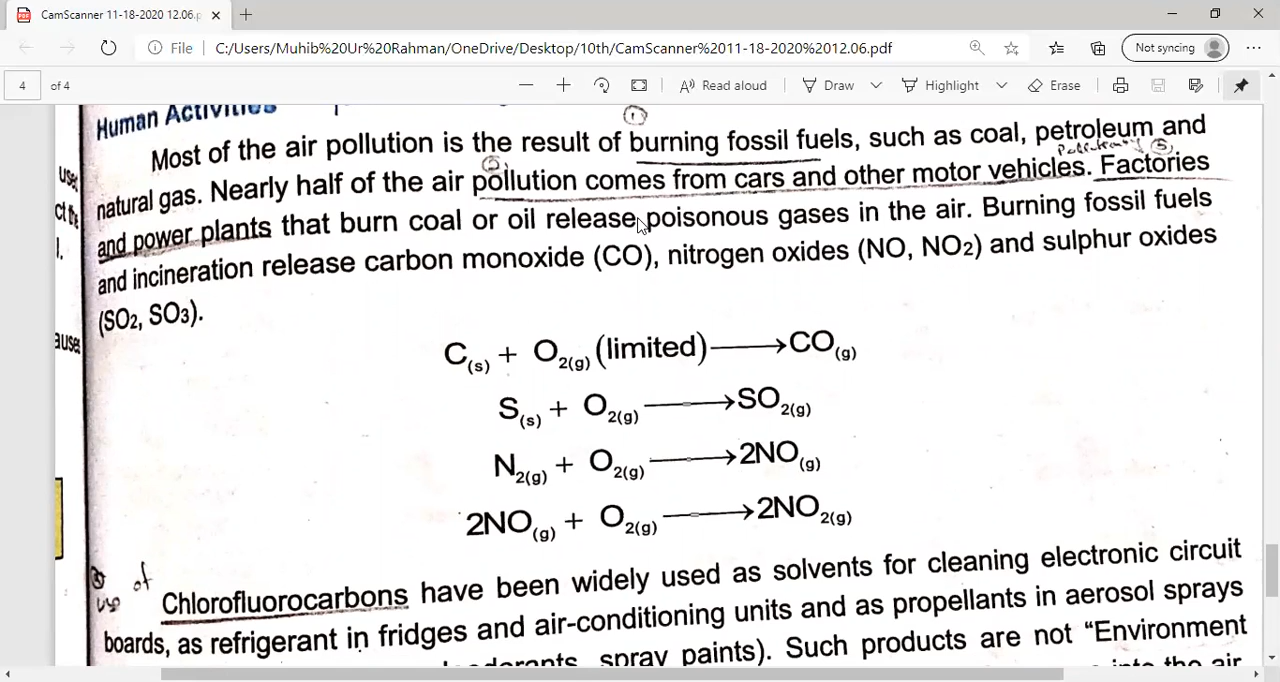 CamScanner 11-18-2020 12.06.p
File C:/Users/Muhib%20Ur%20Rahman/OneDrive/Desktop/10th/CamScanner%2011-18-2020%2012.06.pdf Not syncing
4 of 4 Read aloud Draw Highlight Erase
Human Activities
Most of the air pollution is the result of burning fossil fuels, such as coal, petroleum and
natural gas. Nearly half of the air pollution comes from cars and other motor vehicles. Factories
and power plants that burn coal or oil release poisonous gases in the air. Burning fossil fuels
and incineration release carbon monoxide (CO), nitrogen oxides (NO, NO2) and sulphur oxides
(SO2, SO3).
C(s) + O2(g) (limited) ⟶ CO(g)
S(s) + O2(g) ⟶ SO2(g)
N2(g) + O2(g) ⟶ 2NO(g)
2NO(g) + O2(g) ⟶ 2NO2(g)
of
Chlorofluorocarbons have been widely used as solvents for cleaning electronic circuit
boards, as refrigerant in fridges and air-conditioning units and as propellants in aerosol sprays
spray paints). Such products are not "Environment